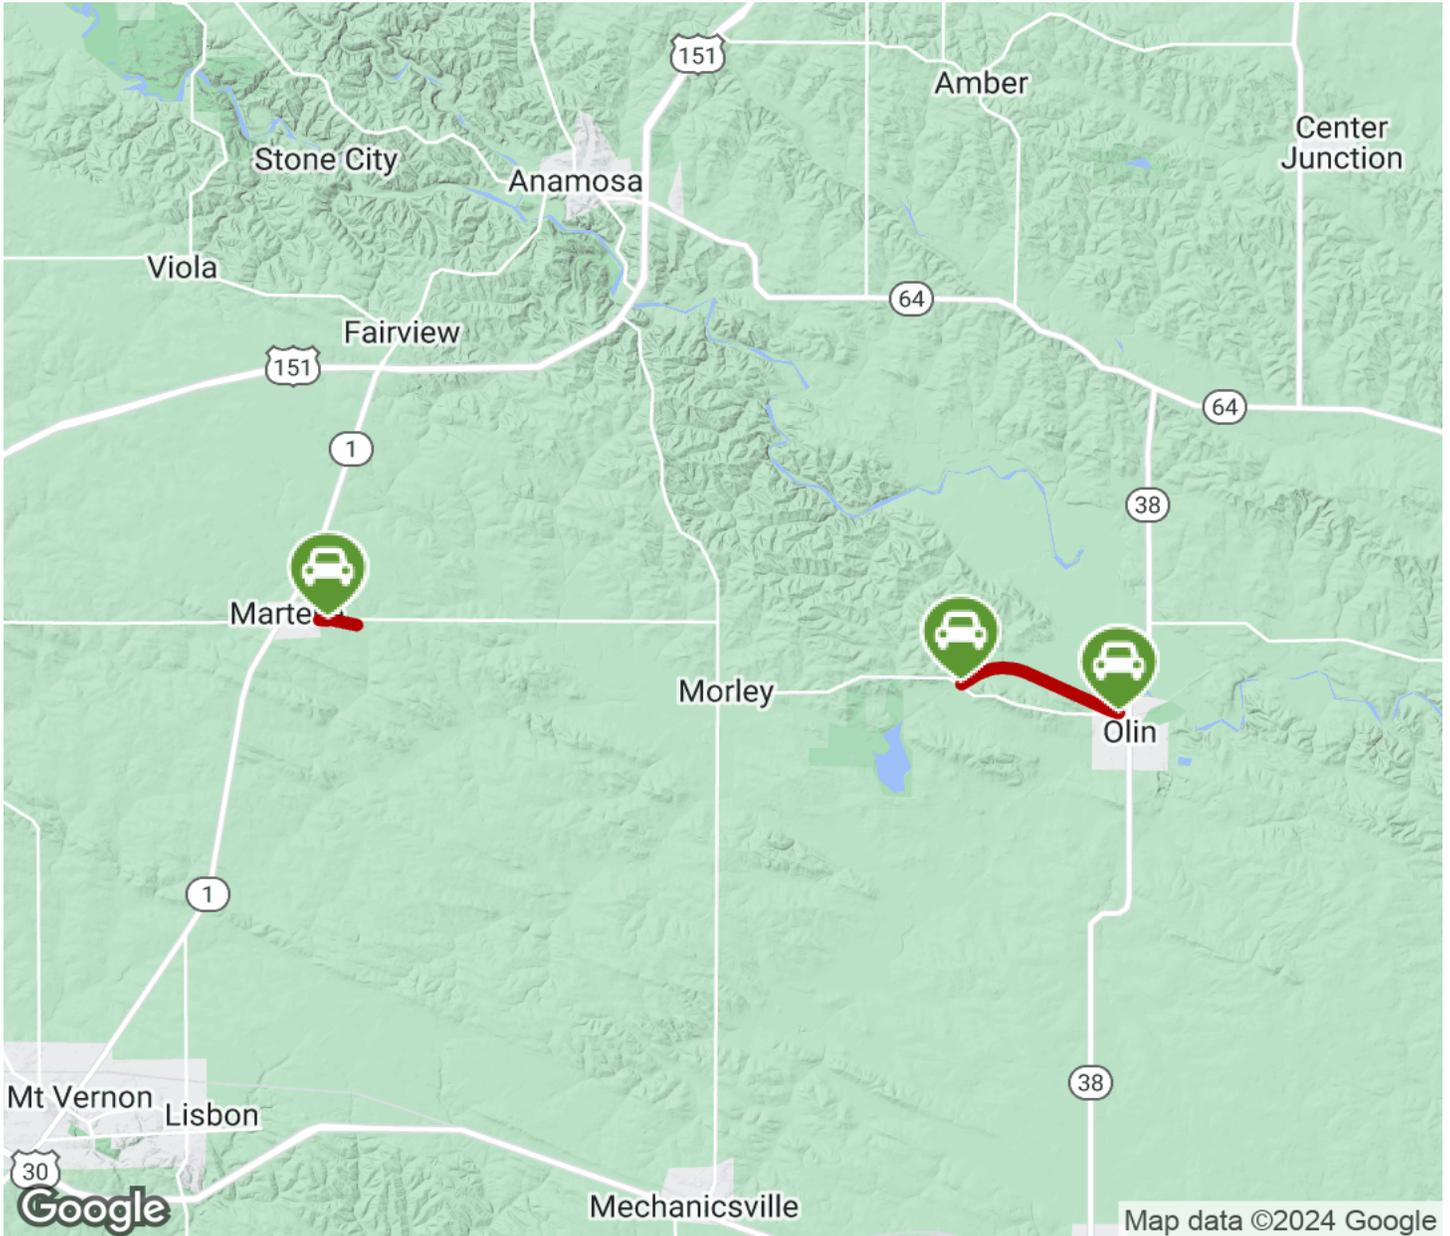 151
Amber
Center
Junction
Stone City
Anamosa
Viola
64
Fairview
151
64
1
38
Morley
Olin
1
38
Mt Vernon
Lisbon
30
Google
Mechanicsville
Map data ©2024 Google